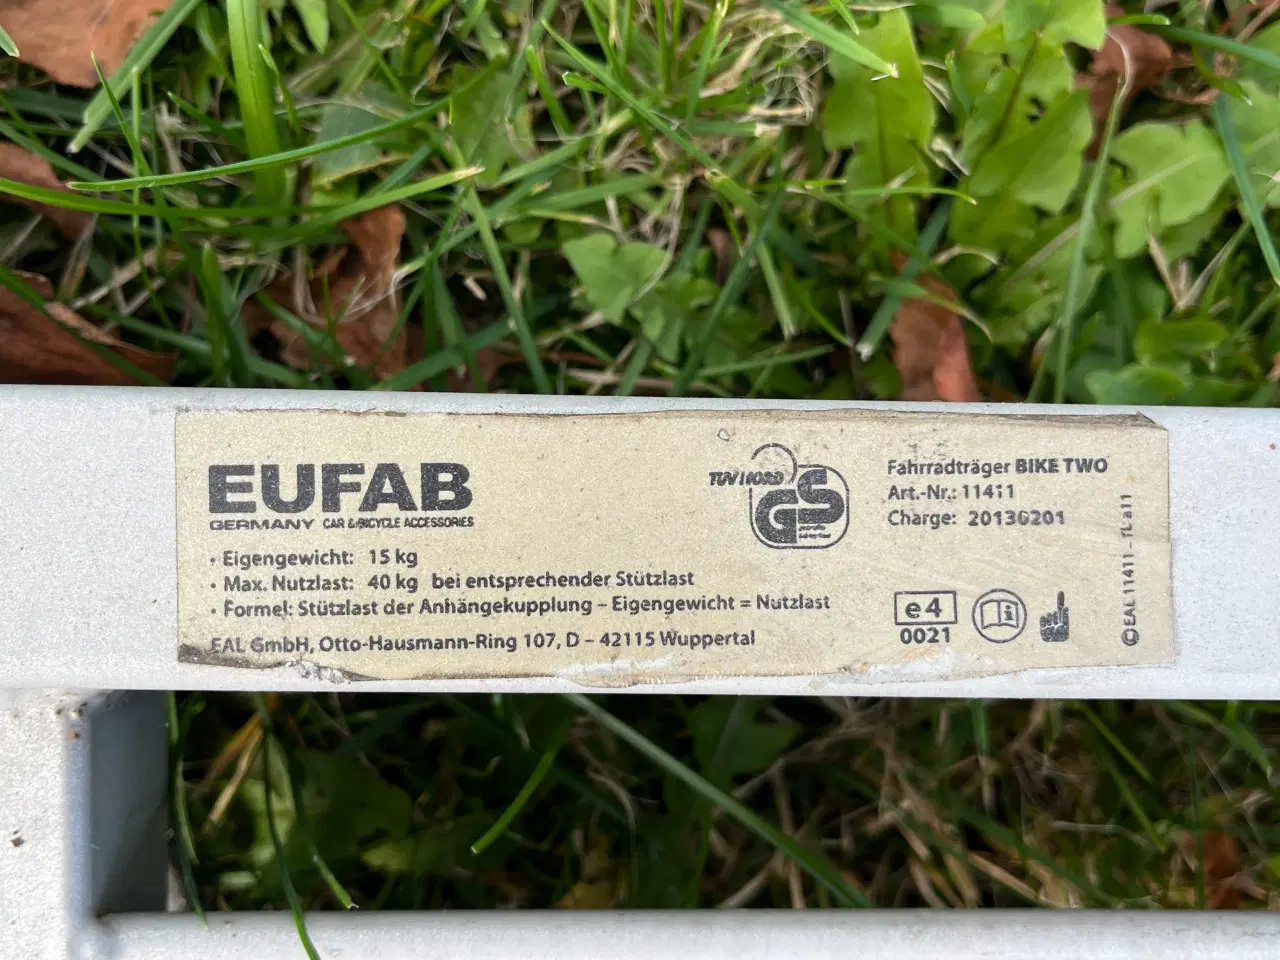 EUFAB
GERMANY CAR & BICYCLE ACCESSORIES
· Eigengewicht: 15 kg
· Max. Nutzlast: 40 kg bei entsprechender Stützlast
· Formel: Stützlast der Anhängekupplung – Eigengewicht = Nutzlast
EAL GmbH, Otto-Hausmann-Ring 107, D – 42115 Wuppertal
TÜV NORD
GS
Fahrradträger BIKE TWO
Art.-Nr.: 11411
Charge: 20130201
e4
0021
i
©EAL 11411 – TL a11